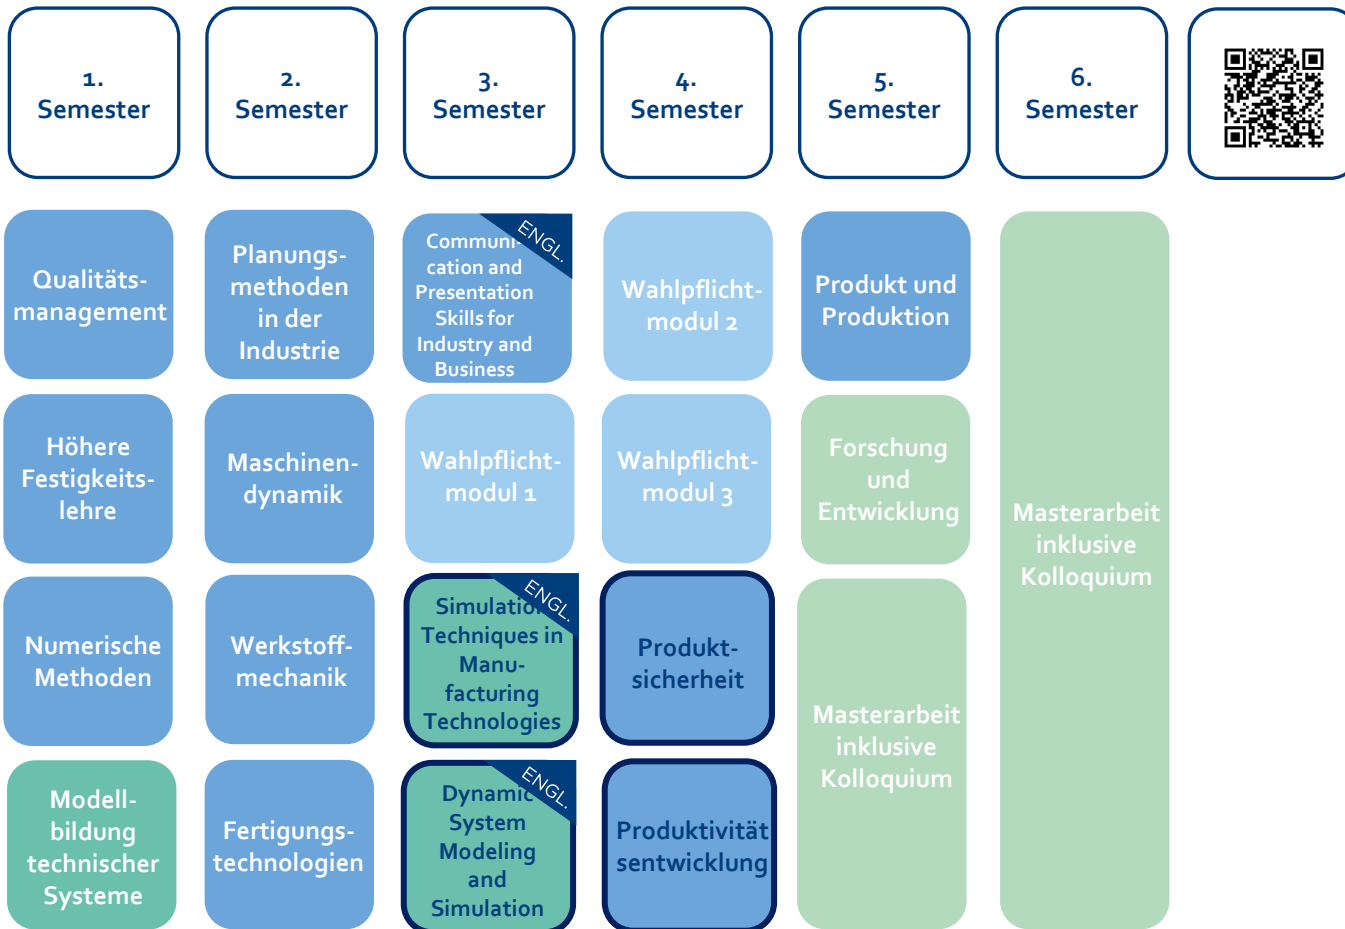 1.
Semester
2.
Semester
3.
Semester
4.
Semester
5.
Semester
6.
Semester
Qualitäts-
management
Planungs-
methoden
in der
Industrie
ENGL.
Communi-
cation and
Presentation
Skills for
Industry and
Business
Wahlpflicht-
modul 2
Produkt und
Produktion
Höhere
Festigkeits-
lehre
Maschinen-
dynamik
Wahlpflicht-
modul 1
Wahlpflicht-
modul 3
Forschung
und
Entwicklung
Masterarbeit
inklusive
Kolloquium
Numerische
Methoden
Werkstoff-
mechanik
ENGL.
Simulation
Techniques in
Manu-
facturing
Technologies
Produkt-
sicherheit
Masterarbeit
inklusive
Kolloquium
Modell-
bildung
technischer
Systeme
Fertigungs-
technologien
ENGL.
Dynamic
System
Modeling
and
Simulation
Produktivität
sentwicklung